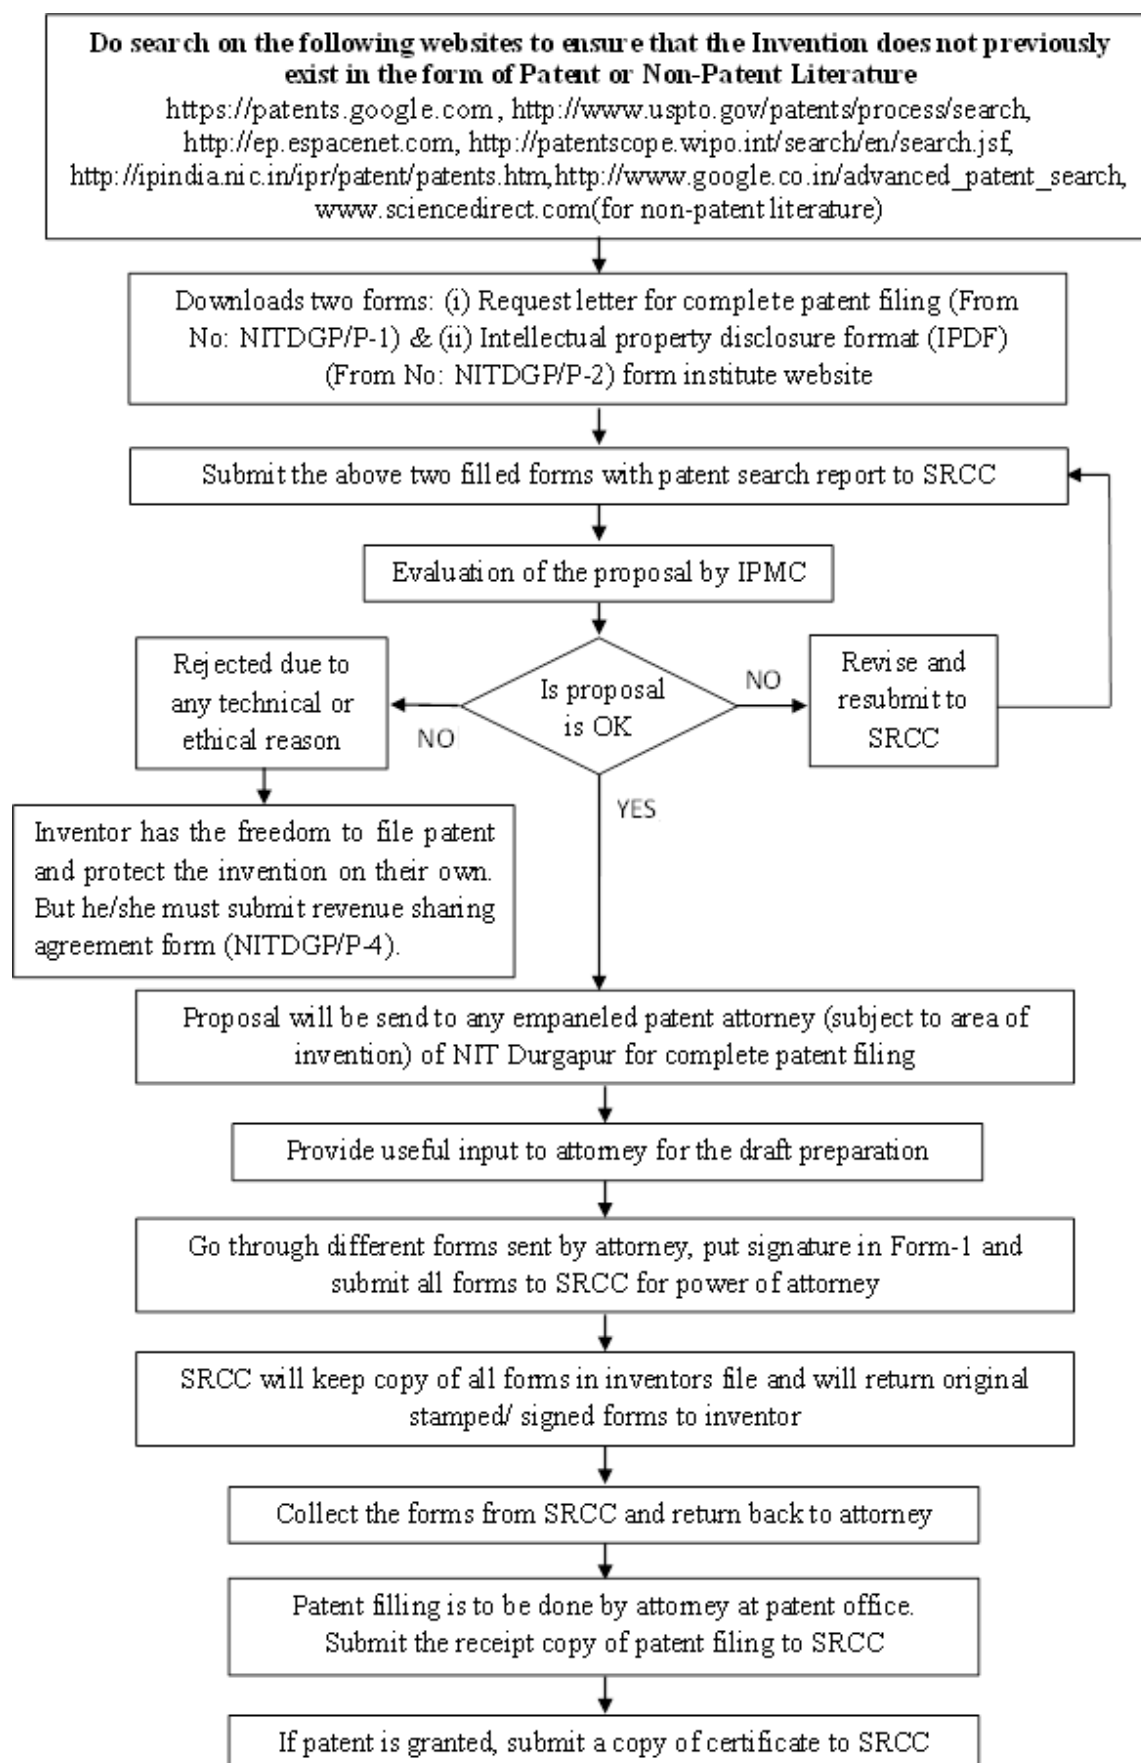 Do search on the following websites to ensure that the Invention does not previously
exist in the form of Patent or Non-Patent Literature
https://patents.google.com, http://www.uspto.gov/patents/process/search,
http://ep.espacenet.com, http://patentscope.wipo.int/search/en/search.jsf,
http://ipindia.nic.in/ipr/patent/patents.htm,http://www.google.co.in/advanced_patent_search,
www.sciencedirect.com(for non-patent literature)
Downloads two forms: (i) Request letter for complete patent filing (From
No: NITDGP/P-1) & (ii) Intellectual property disclosure format (IPDF)
(From No: NITDGP/P-2) form institute website
Submit the above two filled forms with patent search report to SRCC
Evaluation of the proposal by IPMC
Is proposal
is OK
NO
Rejected due to
any technical or
ethical reason
NO
Revise and
resubmit to
SRCC
YES
Inventor has the freedom to file patent
and protect the invention on their own.
But he/she must submit revenue sharing
agreement form (NITDGP/P-4).
Proposal will be send to any empaneled patent attorney (subject to area of
invention) of NIT Durgapur for complete patent filing
Provide useful input to attorney for the draft preparation
Go through different forms sent by attorney, put signature in Form-1 and
submit all forms to SRCC for power of attorney
SRCC will keep copy of all forms in inventors file and will return original
stamped/ signed forms to inventor
Collect the forms from SRCC and return back to attorney
Patent filling is to be done by attorney at patent office.
Submit the receipt copy of patent filing to SRCC
If patent is granted, submit a copy of certificate to SRCC